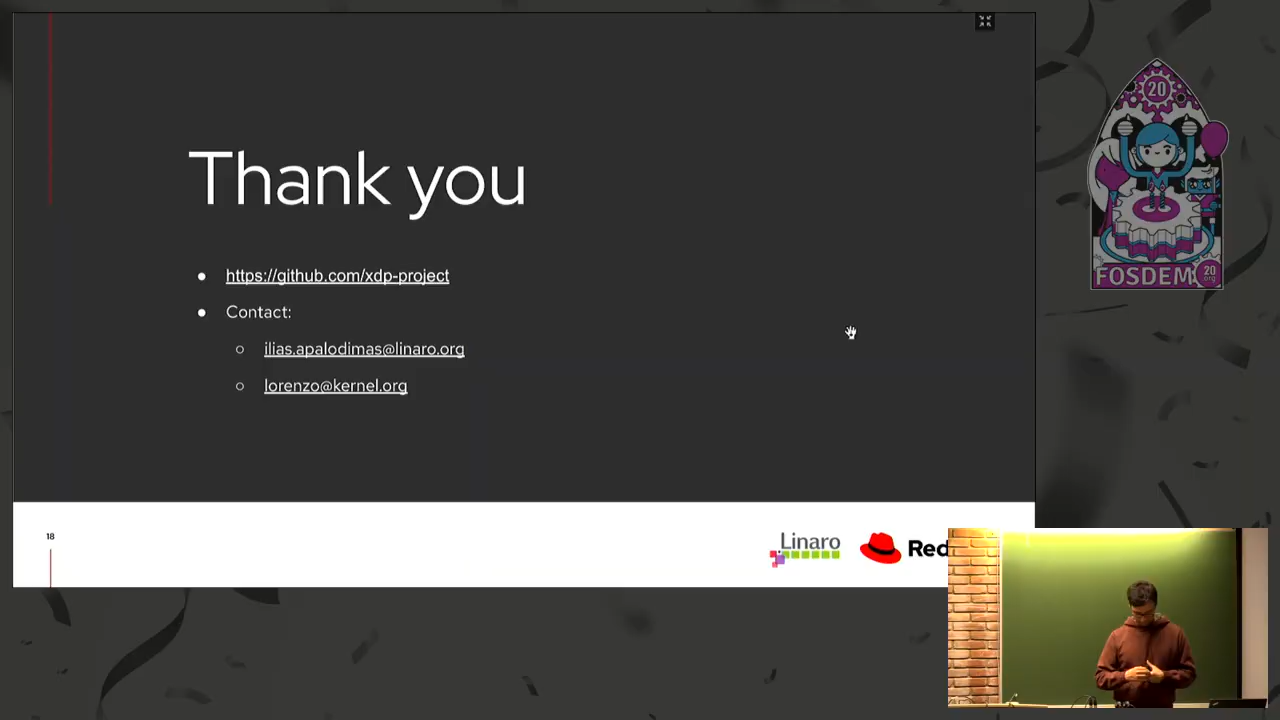 Thank you
https://github.com/xdp-project
Contact:
ilias.apalodimas@linaro.org
lorenzo@kernel.org
18
Linaro
Red
20
FOSDEM
20
org